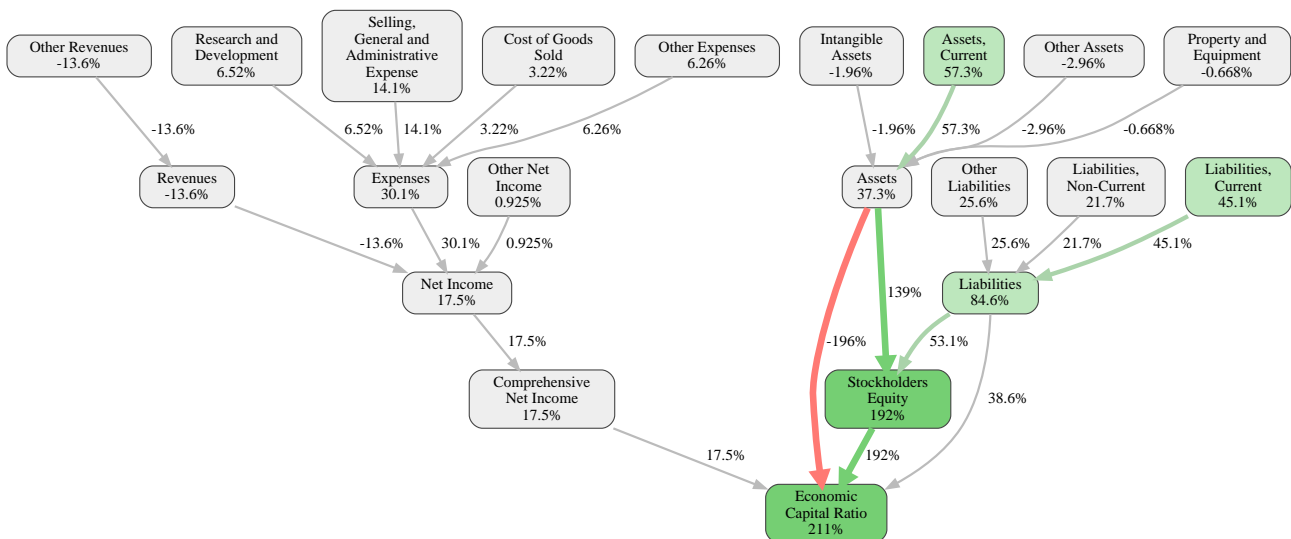 Other Revenues
-13.6%
Research and
Development
6.52%
Selling,
General and
Administrative
Expense
14.1%
Cost of Goods
Sold
3.22%
Other Expenses
6.26%
Intangible
Assets
-1.96%
Assets,
Current
57.3%
Other Assets
-2.96%
Property and
Equipment
-0.668%
-13.6%
6.52%
14.1%
3.22%
6.26%
-1.96%
57.3%
-2.96%
-0.668%
Revenues
-13.6%
Expenses
30.1%
Other Net
Income
0.925%
Assets
37.3%
Other
Liabilities
25.6%
Liabilities,
Non-Current
21.7%
Liabilities,
Current
45.1%
-13.6%
30.1%
0.925%
25.6%
21.7%
45.1%
Net Income
17.5%
139%
Liabilities
84.6%
17.5%
-196%
53.1%
Comprehensive
Net Income
17.5%
Stockholders
Equity
192%
38.6%
17.5%
192%
Economic
Capital Ratio
211%